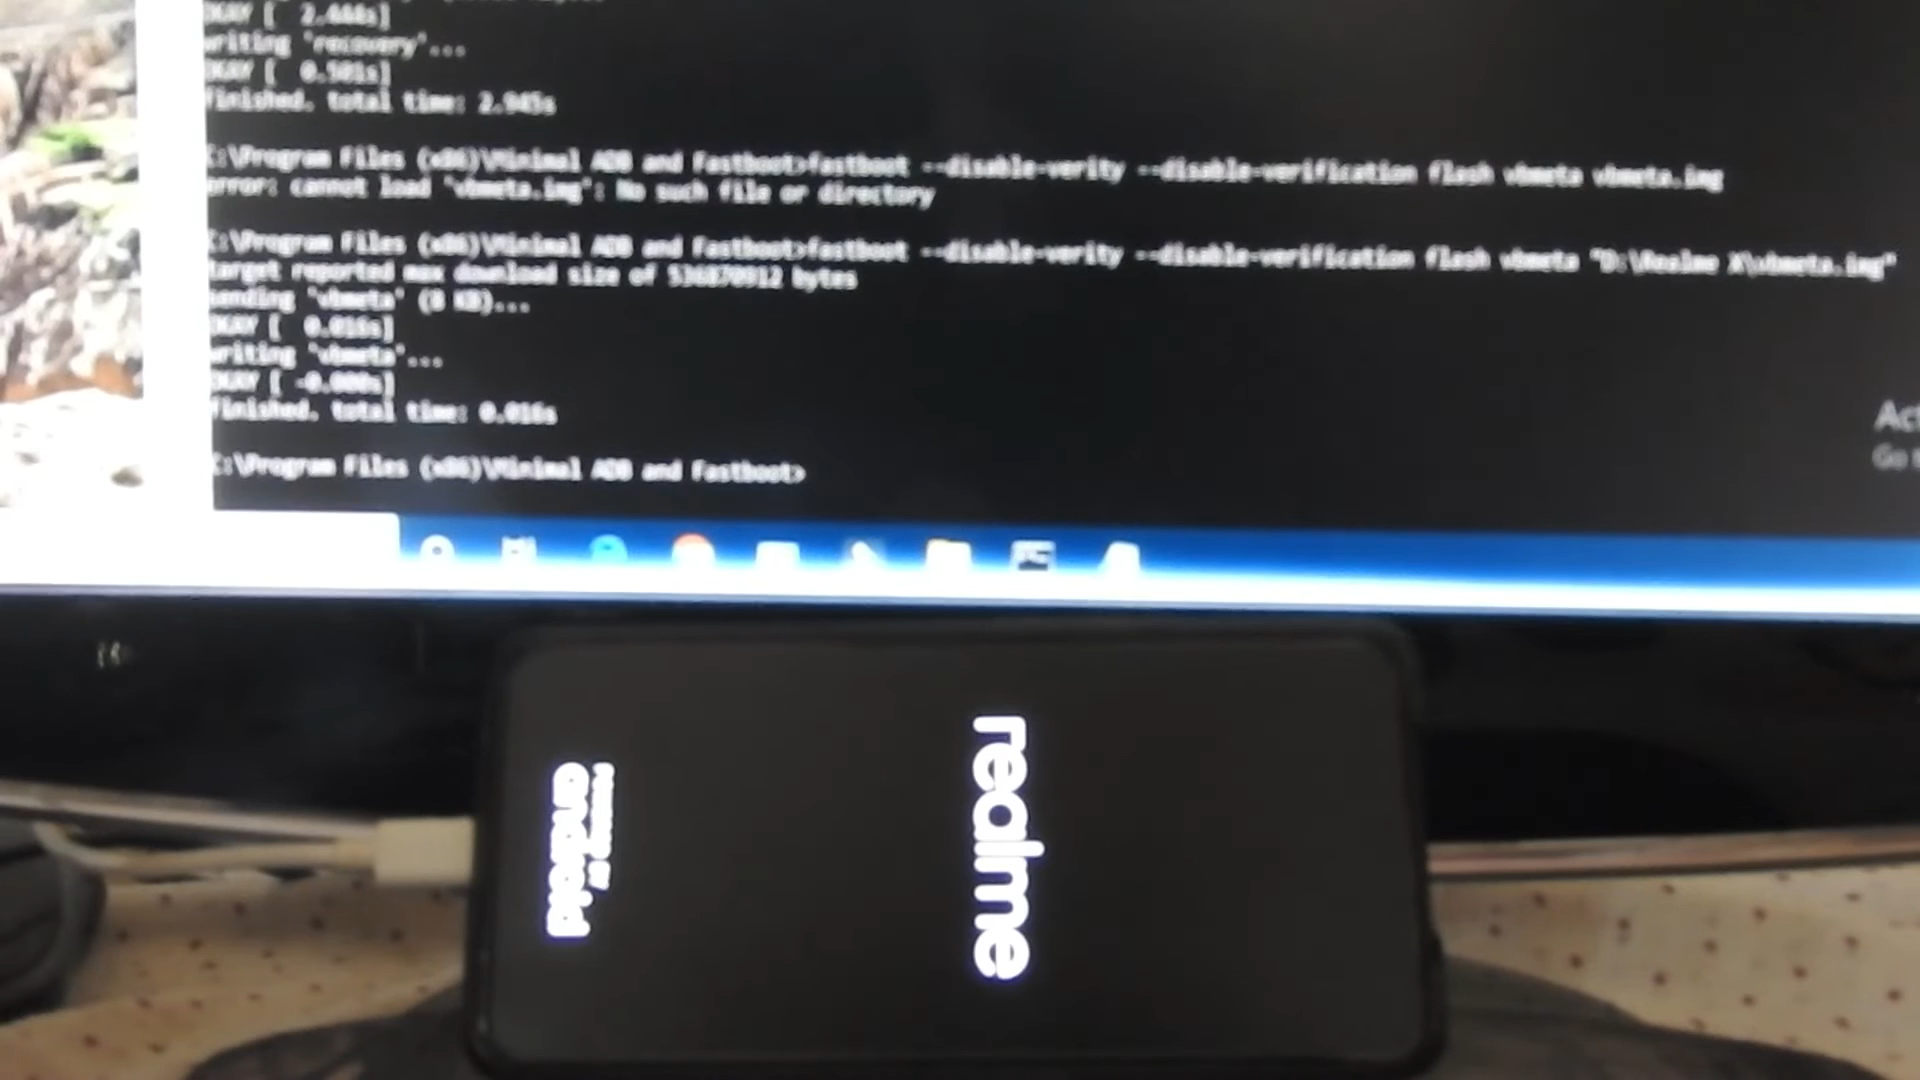 OKAY [  2.444s]
writing 'recovery'...
OKAY [  0.501s]
finished. total time: 2.945s
C:\Program Files (x86)\Minimal ADB and Fastboot>fastboot --disable-verity --disable-verification flash vbmeta vbmeta.img
error: cannot load 'vbmeta.img': No such file or directory
C:\Program Files (x86)\Minimal ADB and Fastboot>fastboot --disable-verity --disable-verification flash vbmeta "D:\Realme X\vbmeta.img"
target reported max download size of 536870912 bytes
sending 'vbmeta' (8 KB)...
OKAY [  0.016s]
writing 'vbmeta'...
OKAY [ -0.000s]
finished. total time: 0.016s
C:\Program Files (x86)\Minimal ADB and Fastboot>
Act
Go t
realme
powered by
android